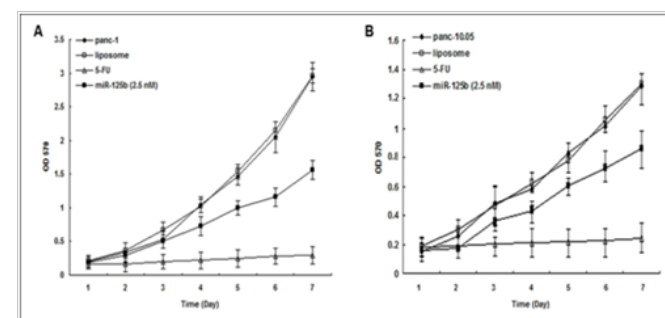 A
panc-1
liposome
5-FU
miR-125b (2.5 nM)
3.5
3
2.5
2
1.5
1
0.5
0
OD 570
1 2 3 4 5 6 7
Time (Day)
B
panc-10.05
liposome
5-FU
miR-125b (2.5 nM)
1.6
1.4
1.2
1.0
0.8
0.6
0.4
0.2
0.0
OD 570
1 2 3 4 5 6 7
Time (Day)